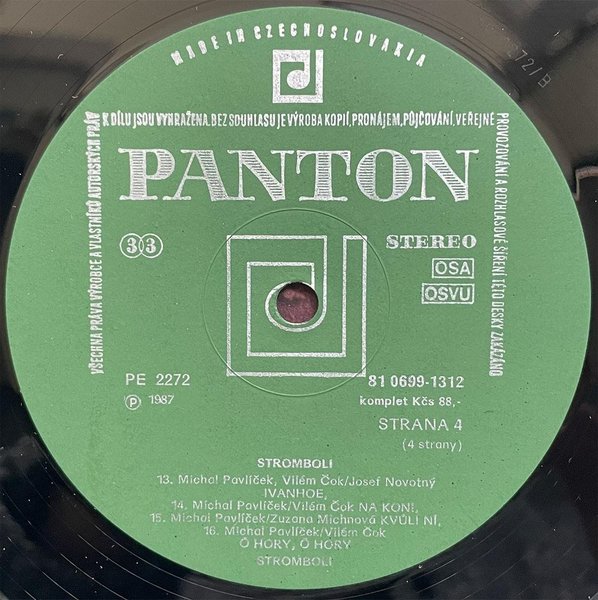 MADE IN CZECHOSLOVAKIA
VŠECHNA PRÁVA VÝROBCE A VLASTNÍKŮ AUTORSKÝCH PRÁV
K DÍLU JSOU VYHRAŽENA. BEZ SOUHLASU JE VÝROBA KOPIÍ, PRONÁJEM, PŮJČOVÁNÍ, VEŘEJNÉ
PROVOZOVÁNÍ A ROZHLASOVÉ ŠÍŘENÍ TÉTO DESKY ZAKÁZÁNO
PANTON
33
STEREO
OSA
OSVU
PE 2272
Ⓟ 1987
81 0699-1312
komplet Kčs 88,-
STRANA 4
(4 strany)
STROMBOLI
13. Michal Pavlíček, Vilém Čok/Josef Novotný
IVANHOE,
14. Michal Pavlíček/Vilém Čok NA KONI,
15. Michal Pavlíček/Zuzana Michnová KVŮLI NÍ,
16. Michal Pavlíček/Vilém Čok
Ó HORY, Ó HORY
STROMBOLI
72/B